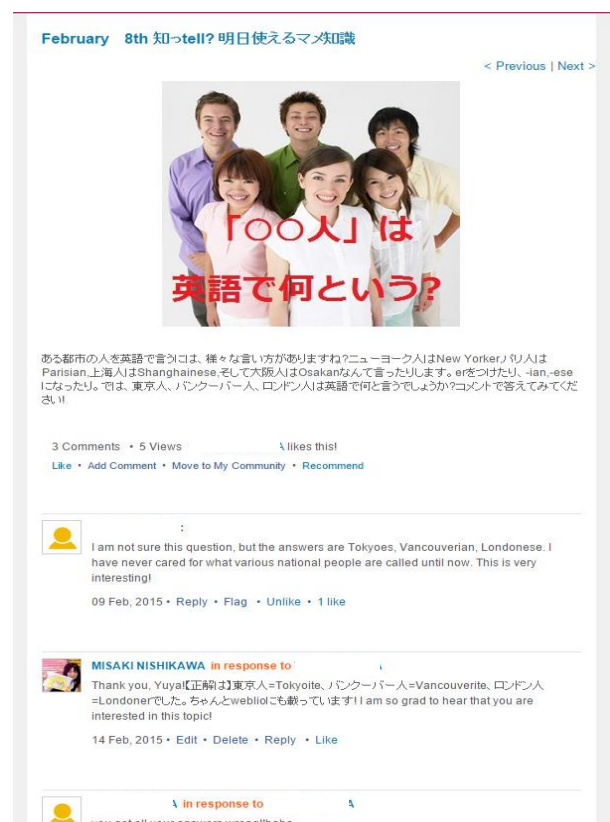 February 8th 知っtell? 明日使えるマメ知識
< Previous | Next >
「○○人」は
英語で何という?
ある都市の人を英語で言うには、様々な言い方がありますね?ニューヨーク人はNew Yorker,パリ人は
Parisian,上海人はShanghainese,そして大阪人はOsakanなんて言ったりします。erをつけたり、-ian,-ese
になったり。では、東京人、バンクーバー人、ロンドン人は英語で何と言うでしょうか?コメントで答えてみてくだ
さい!
3 Comments • 5 Views A likes this!
Like • Add Comment • Move to My Community • Recommend
:
I am not sure this question, but the answers are Tokyoes, Vancouverian, Londonese. I
have never cared for what various national people are called until now. This is very
interesting!
09 Feb, 2015 • Reply • Flag • Unlike • 1 like
MISAKI NISHIKAWA in response to
Thank you, Yuya!【正解は】東京人=Tokyoite、バンクーバー人=Vancouverite、ロンドン人
=Londonerでした。ちゃんとweblioにも載っています! I am so grad to hear that you are
interested in this topic!
14 Feb, 2015 • Edit • Delete • Reply • Like
A in response to A
you got all your answers wrong!!haha